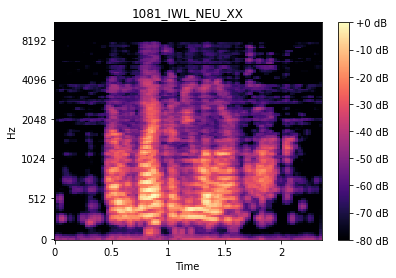 1081_IWL_NEU_XX
+0 dB
8192
-10 dB
4096
-20 dB
-30 dB
2048
Hz
-40 dB
1024
-50 dB
512
-60 dB
-70 dB
0
-80 dB
0 0.5 1 1.5 2
Time